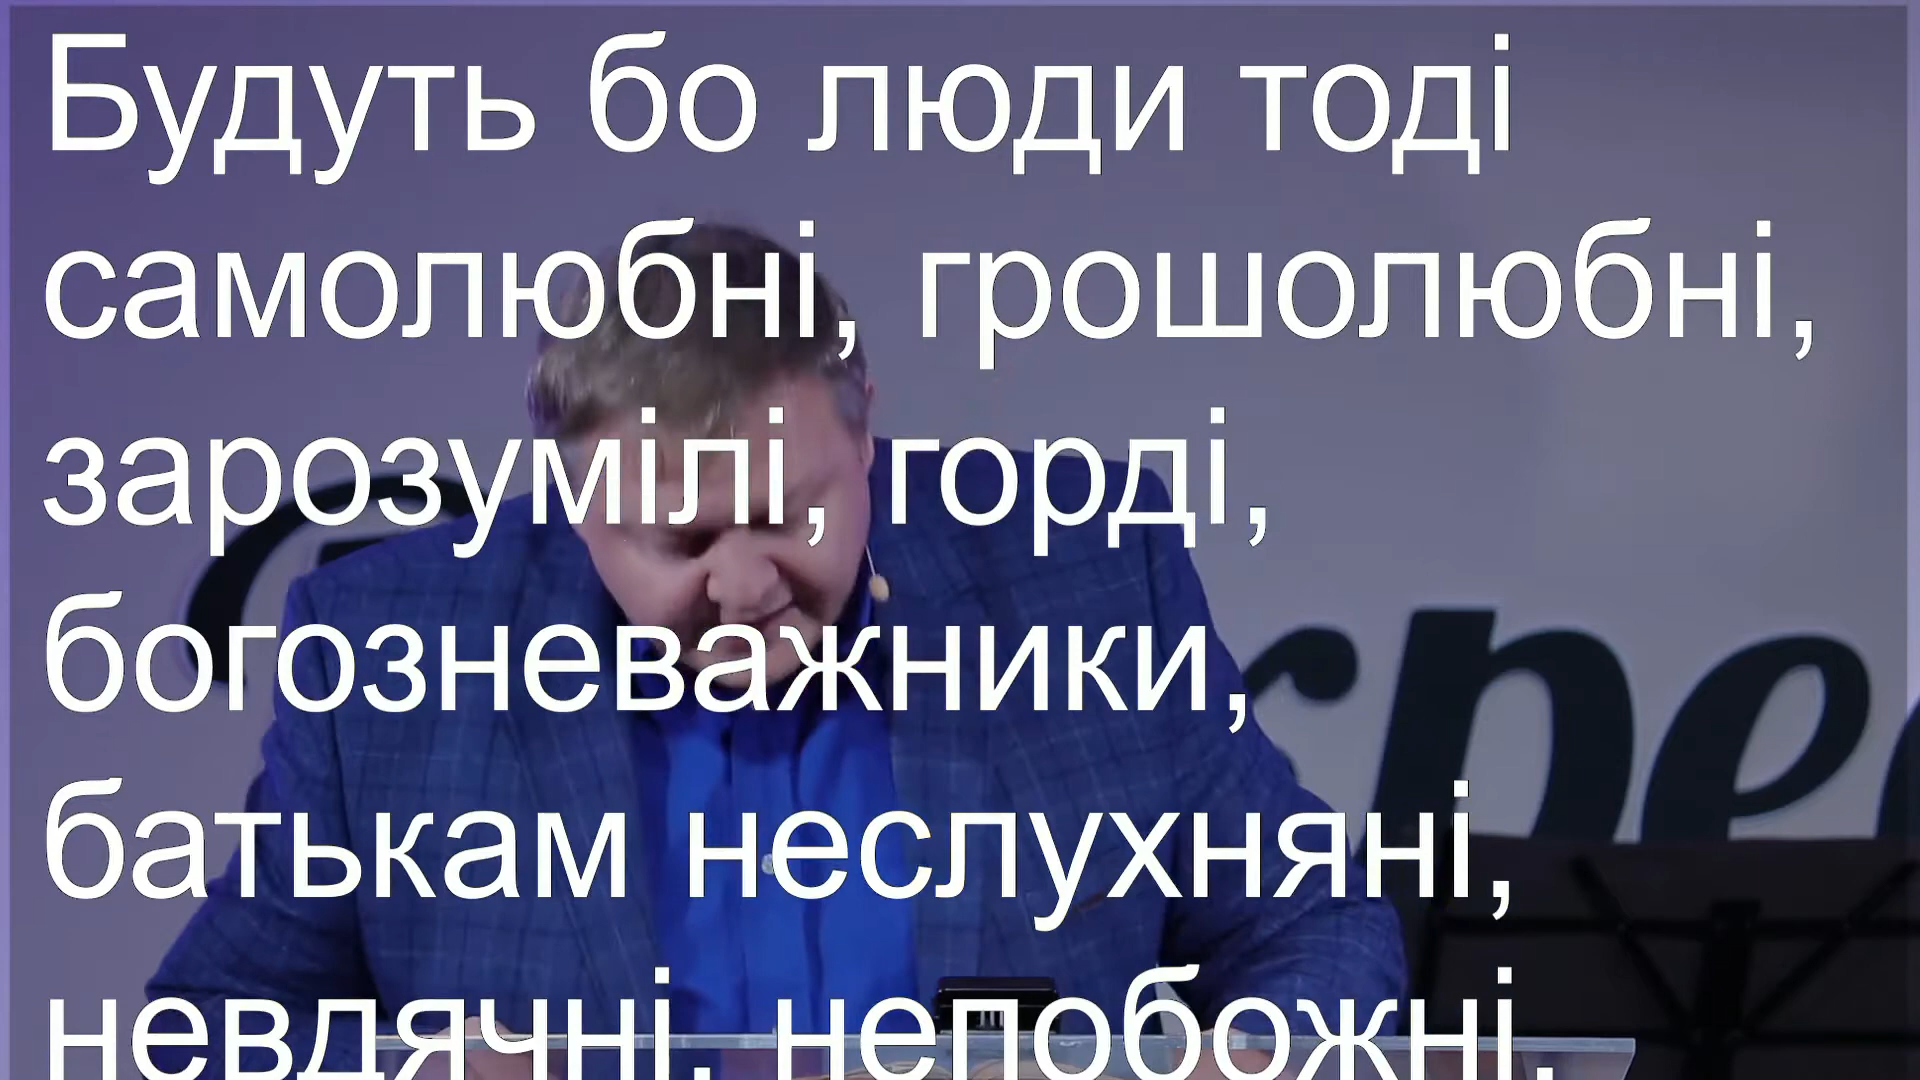 Будуть бо люди тоді
самолюбні, грошолюбні,
зарозумілі, горді,
богозневажники,
батькам неслухняні,
невдячні, непобожні,